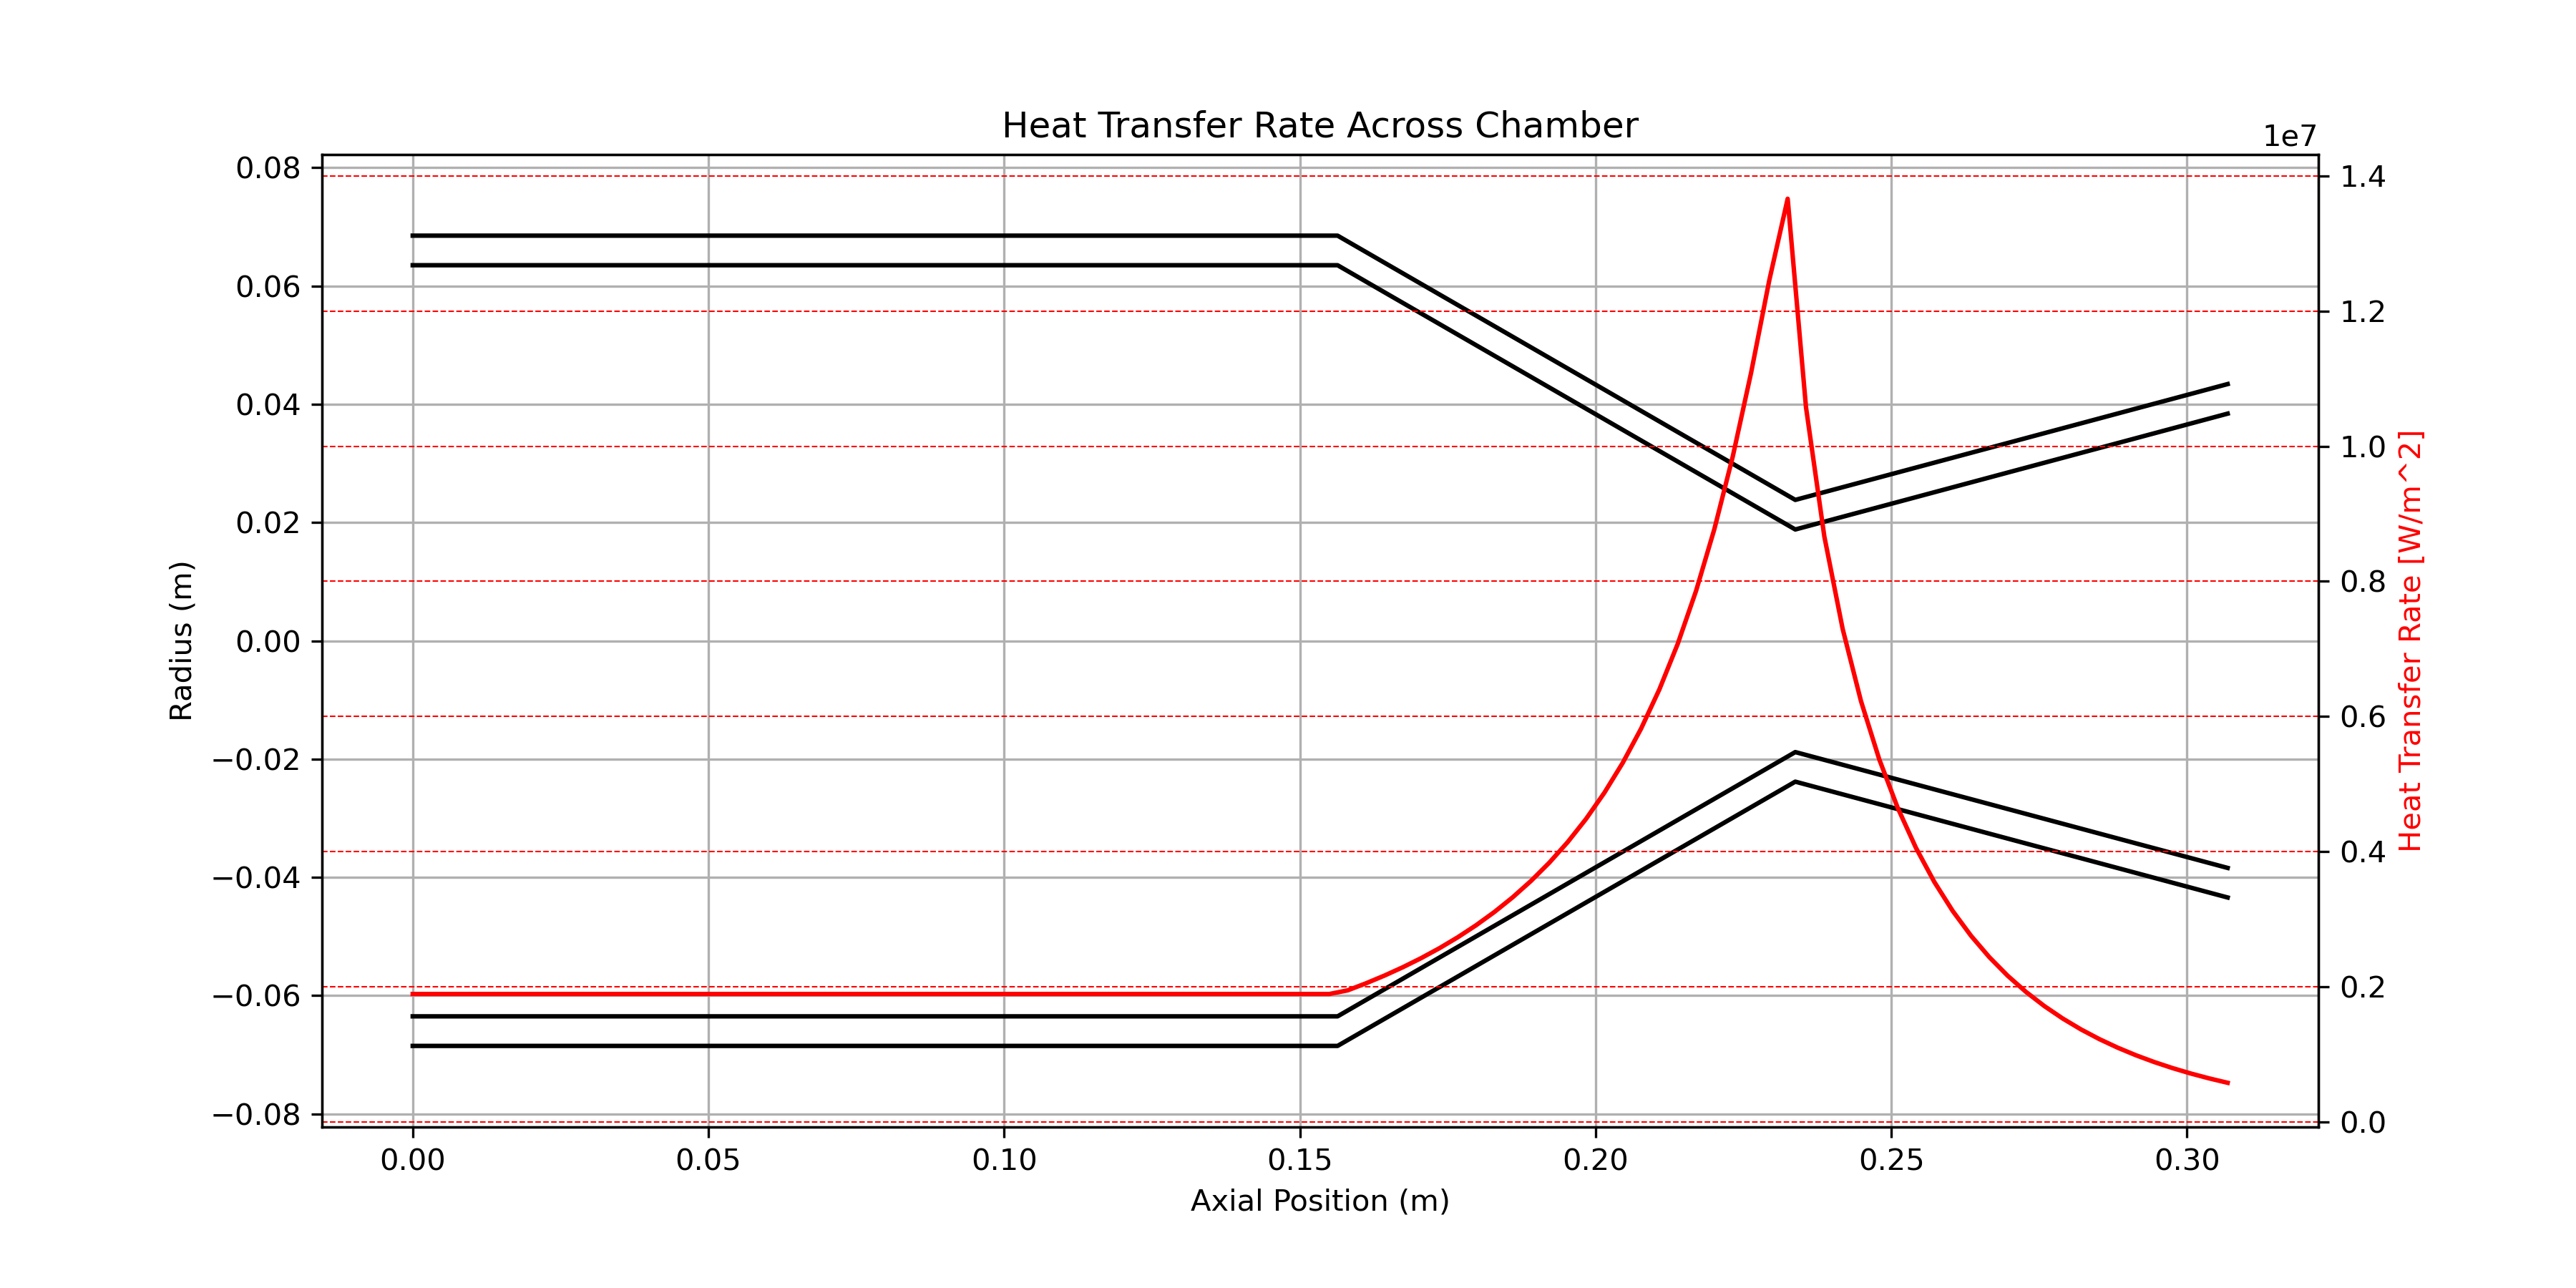 Heat Transfer Rate Across Chamber
1e7
0.08
0.06
0.04
0.02
0.00
−0.02
−0.04
−0.06
−0.08
Radius (m)
1.4
1.2
1.0
0.8
0.6
0.4
0.2
0.0
Heat Transfer Rate [W/m^2]
0.00 0.05 0.10 0.15 0.20 0.25 0.30
Axial Position (m)